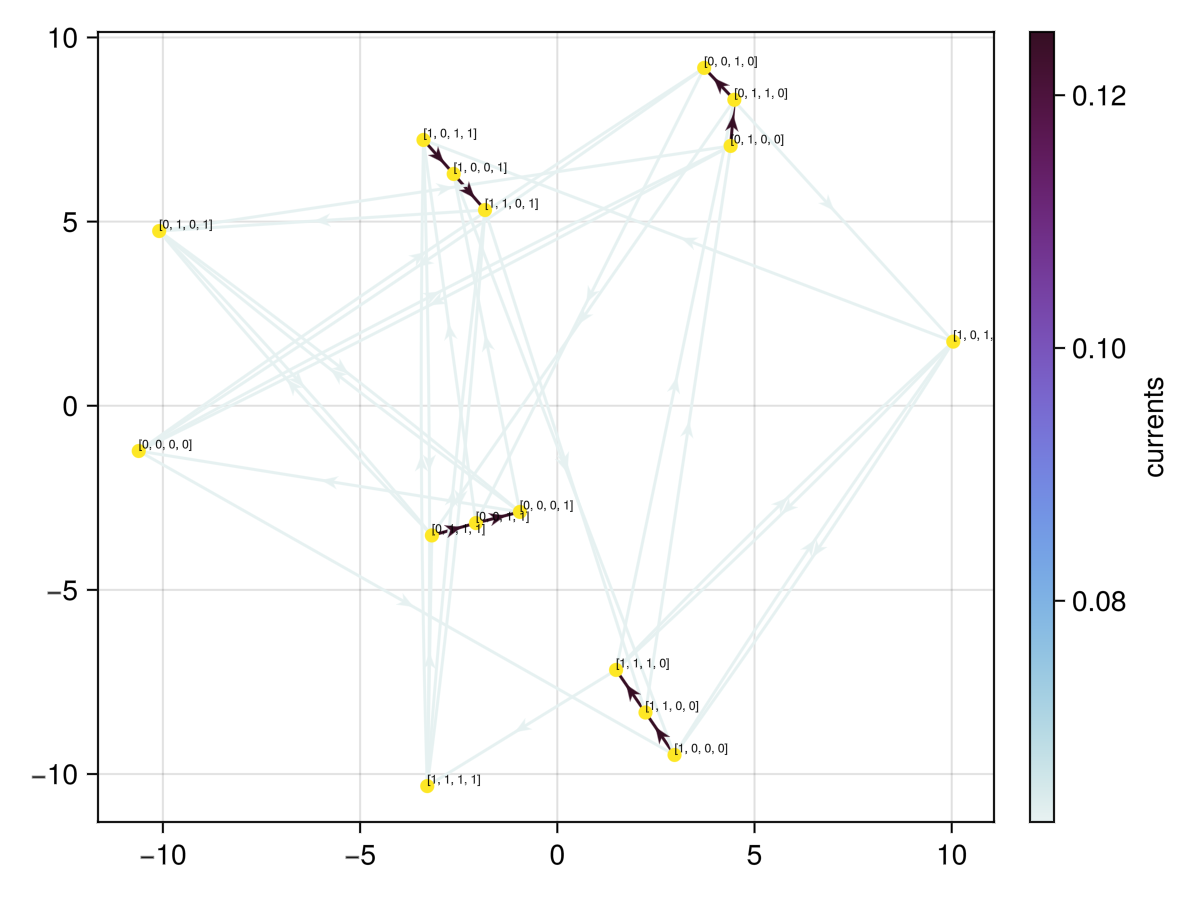 10
[0, 0, 1, 0]
[0, 1, 1, 0]
0.12
[1, 0, 1, 1]
[0, 1, 0, 0]
[1, 0, 0, 1]
5
[0, 1, 0, 1]
[1, 1, 0, 1]
[1, 0, 1,
0.10
0
currents
[0, 0, 0, 0]
[0, 0, 0, 1]
−5
0.08
[1, 1, 1, 0]
[1, 1, 0, 0]
[1, 0, 0, 0]
−10
[1, 1, 1, 1]
−10
−5
0
5
10